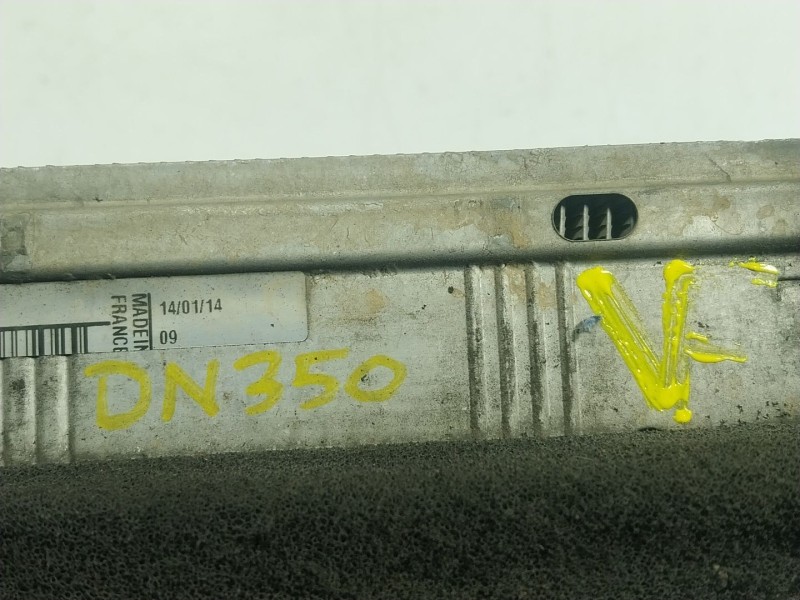 MADE IN
FRANCE
14/01/14
09
DN350
V